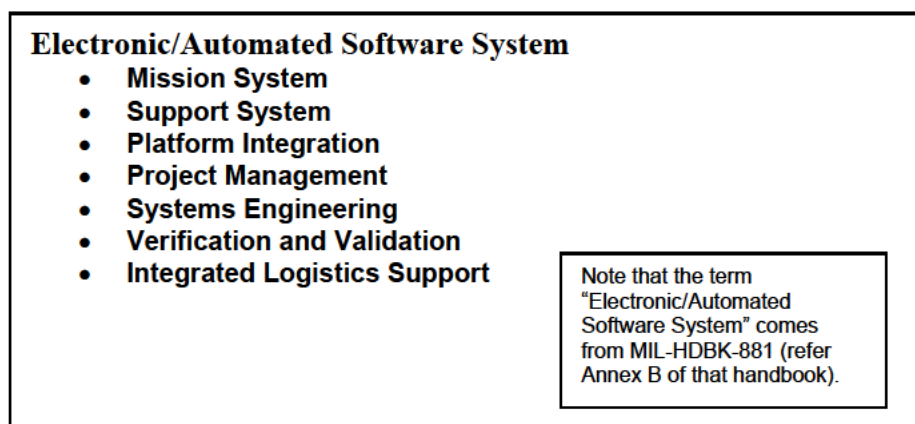 Electronic/Automated Software System
• Mission System
• Support System
• Platform Integration
• Project Management
• Systems Engineering
• Verification and Validation
• Integrated Logistics Support
Note that the term
“Electronic/Automated
Software System” comes
from MIL-HDBK-881 (refer
Annex B of that handbook).